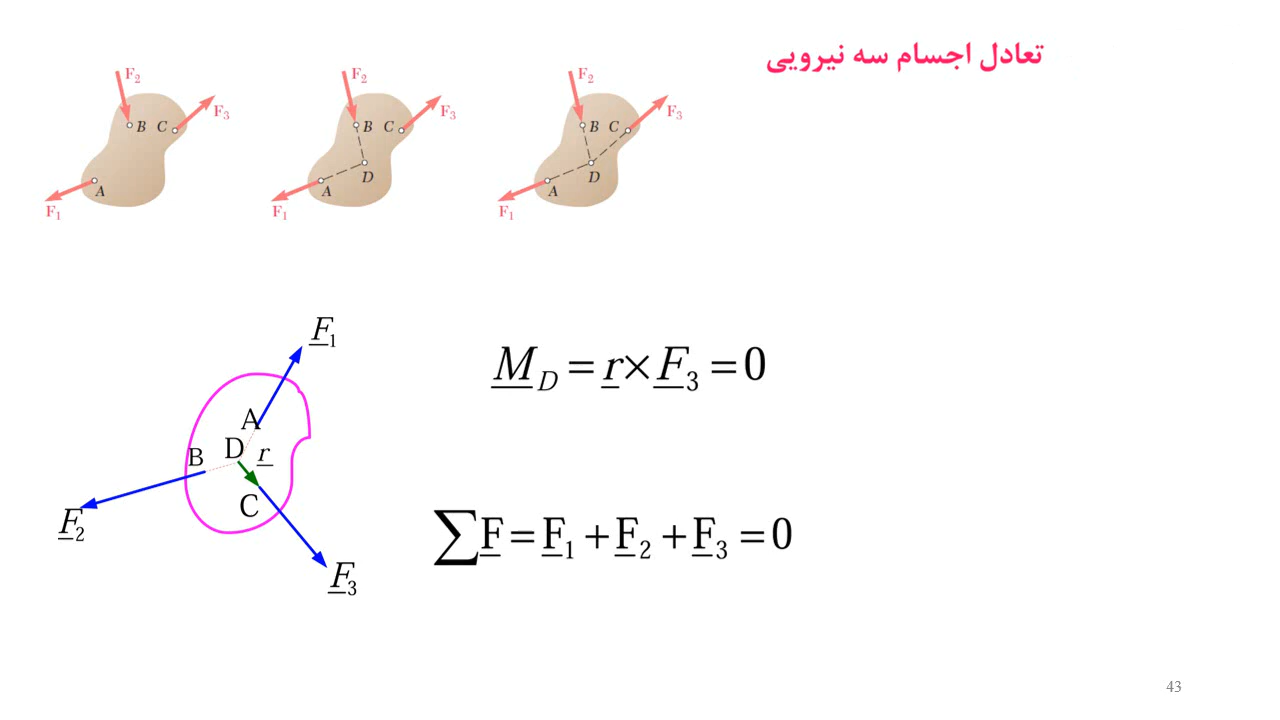 تعادل اجسام سه نیرویی
F₂ B C F₃ A F₁
F₂ B C F₃ D A F₁
F₂ B C F₃ D A F₁
F₁
A
D r
B
C
F₂
F₃
M_D = r × F₃ = 0
∑F = F₁ + F₂ + F₃ = 0
43